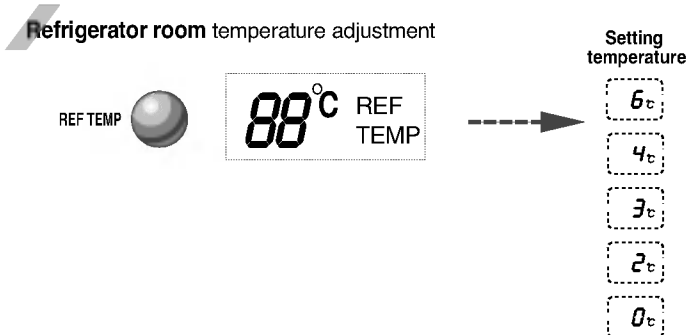 Refrigerator room temperature adjustment
Setting
temperature
REF TEMP
88°C REF
TEMP
6℃
4℃
3℃
2℃
0℃